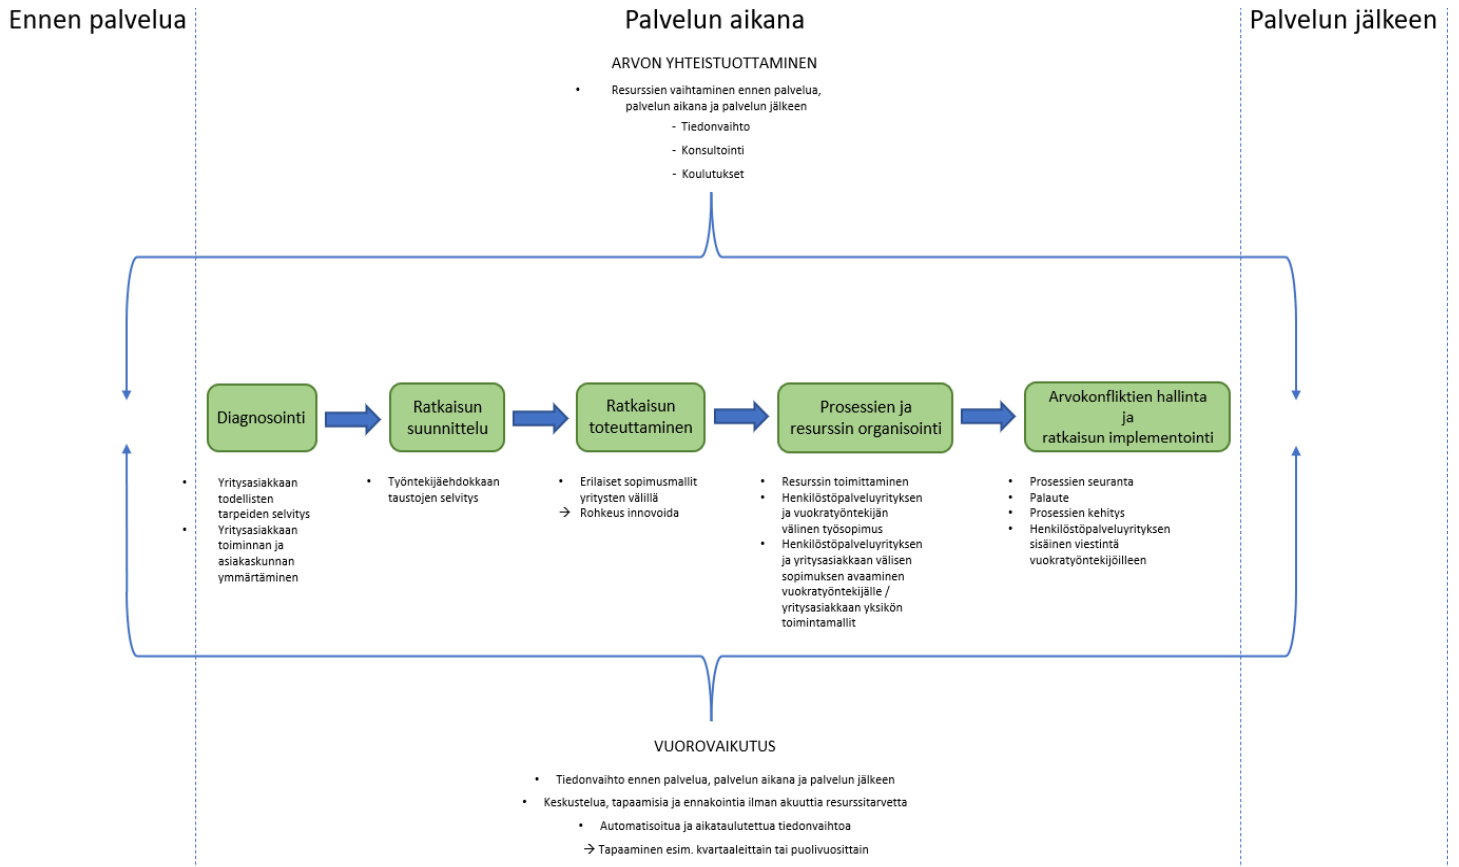 Ennen palvelua
Palvelun aikana
Palvelun jälkeen
ARVON YHTEISTUOTTAMINEN
• Resurssien vaihtaminen ennen palvelua,
palvelun aikana ja palvelun jälkeen
- Tiedonvaihto
- Konsultointi
- Koulutukset
Diagnosointi
• Yritysasiakkaan
todellisten
tarpeiden selvitys
• Yritysasiakkaan
toiminnan ja
asiakaskunnan
ymmärtäminen
Ratkaisun
suunnittelu
• Työntekijäehdokkaan
taustojen selvitys
Ratkaisun
toteuttaminen
• Erilaiset sopimusmallit
yritysten välillä
→ Rohkeus innovoida
Prosessien ja
resurssin organisointi
• Resurssin toimittaminen
• Henkilöstöpalveluyrityksen
ja vuokratyöntekijän
välinen työsopimus
• Henkilöstöpalveluyrityksen
ja yritysasiakkaan välisen
sopimuksen avaaminen
vuokratyöntekijälle /
yritysasiakkaan yksikön
toimintamallit
Arvokonfliktien hallinta
ja
ratkaisun implementointi
• Prosessien seuranta
• Palaute
• Prosessien kehitys
• Henkilöstöpalveluyrityksen
sisäinen viestintä
vuokratyöntekijöilleen
VUOROVAIKUTUS
• Tiedonvaihto ennen palvelua, palvelun aikana ja palvelun jälkeen
• Keskustelua, tapaamisia ja ennakointia ilman akuuttia resurssitarvetta
• Automatisoitua ja aikataulutettua tiedonvaihtoa
→ Tapaaminen esim. kvartaaleittain tai puolivuosittain